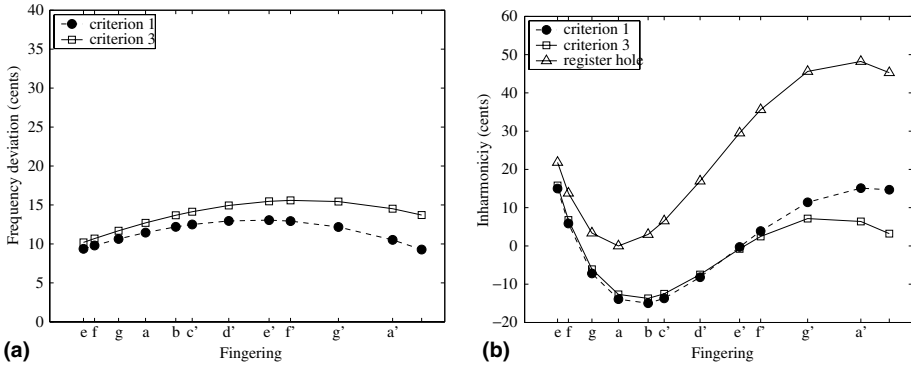 40
35
30
25
20
15
10
5
0
Frequency deviation (cents)
criterion 1
criterion 3
e f g a b c' d' e' f' g' a'
Fingering
(a)
60
50
40
30
20
10
0
−10
−20
Inharmoniciy (cents)
criterion 1
criterion 3
register hole
e f g a b c' d' e' f' g' a'
Fingering
(b)